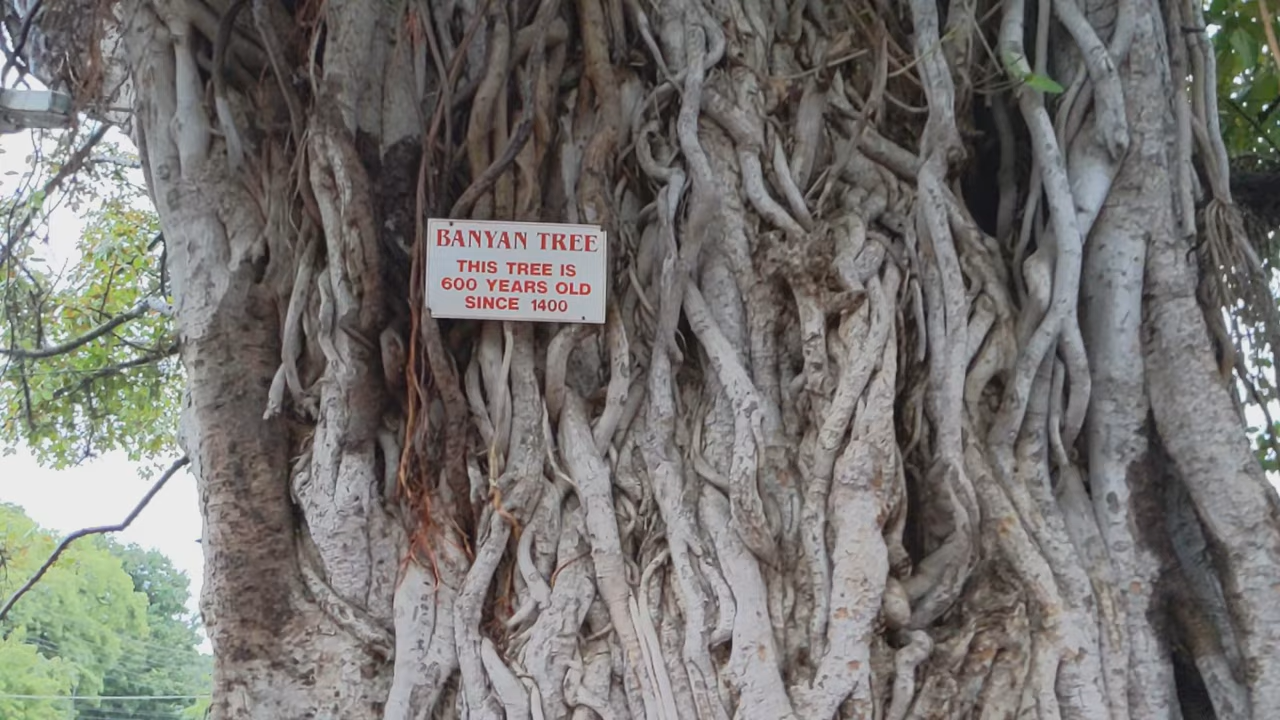 BANYAN TREE
THIS TREE IS
600 YEARS OLD
SINCE 1400